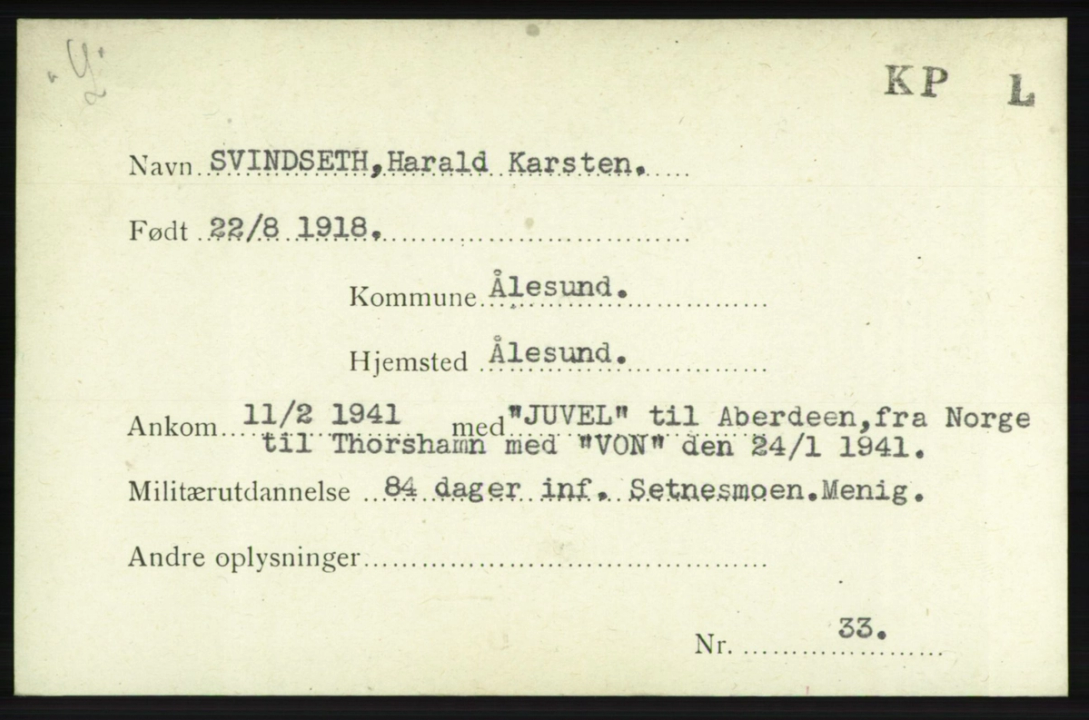 KP L
Navn SVINDSETH, Harald Karsten.
Født 22/8 1918.
Kommune Ålesund.
Hjemsted Ålesund.
Ankom 11/2 1941 med "JUVEL" til Aberdeen, fra Norge
til Thorshamn med "VON" den 24/1 1941.
Militærutdannelse 84 dager inf. Setnesmoen. Menig.
Andre oplysninger
Nr. 33.